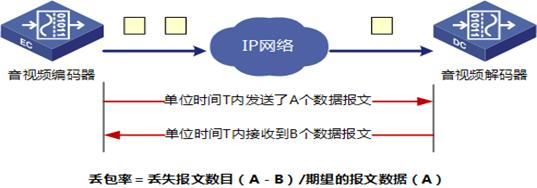 EC
IP网络
DC
音视频编码器
音视频解码器
单位时间T内发送了A个数据报文
单位时间T内接收到B个数据报文
丢包率＝丢失报文数目（A－B）/期望的报文数据（A）